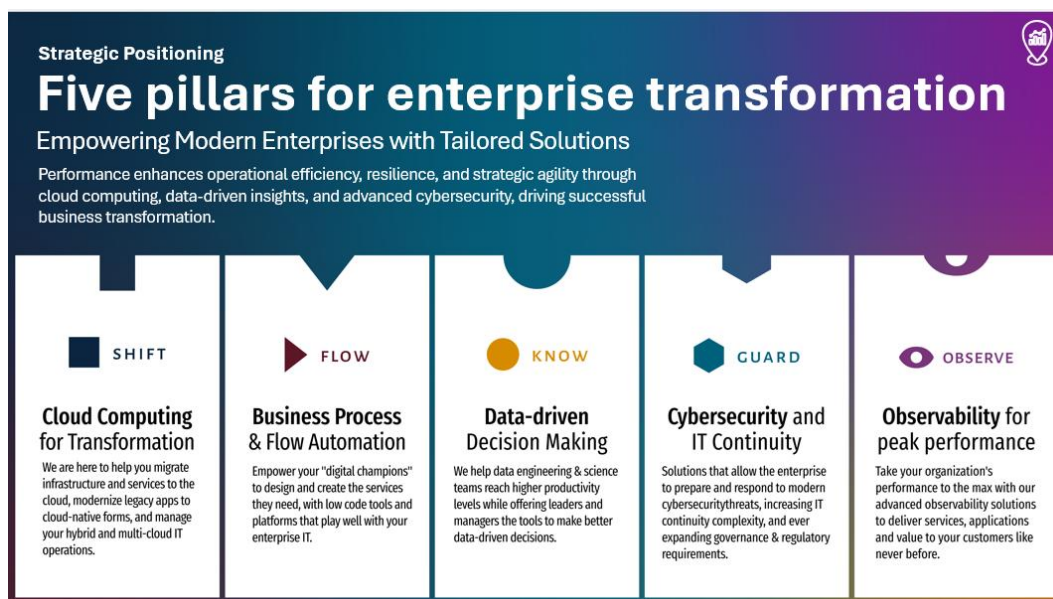 Strategic Positioning
Five pillars for enterprise transformation
Empowering Modern Enterprises with Tailored Solutions
Performance enhances operational efficiency, resilience, and strategic agility through
cloud computing, data-driven insights, and advanced cybersecurity, driving successful
business transformation.
SHIFT
Cloud Computing
for Transformation
We are here to help you migrate
infrastructure and services to the
cloud, modernize legacy apps to
cloud-native forms, and manage
your hybrid and multi-cloud IT
operations.
FLOW
Business Process
& Flow Automation
Empower your "digital champions"
to design and create the services
they need, with low code tools and
platforms that play well with your
enterprise IT.
KNOW
Data-driven
Decision Making
We help data engineering & science
teams reach higher productivity
levels while offering leaders and
managers the tools to make better
data-driven decisions.
GUARD
Cybersecurity and
IT Continuity
Solutions that allow the enterprise
to prepare and respond to modern
cybersecuritythreats, increasing IT
continuity complexity, and ever
expanding governance & regulatory
requirements.
OBSERVE
Observability for
peak performance
Take your organization's
performance to the max with our
advanced observability solutions
to deliver services, applications
and value to your customers like
never before.